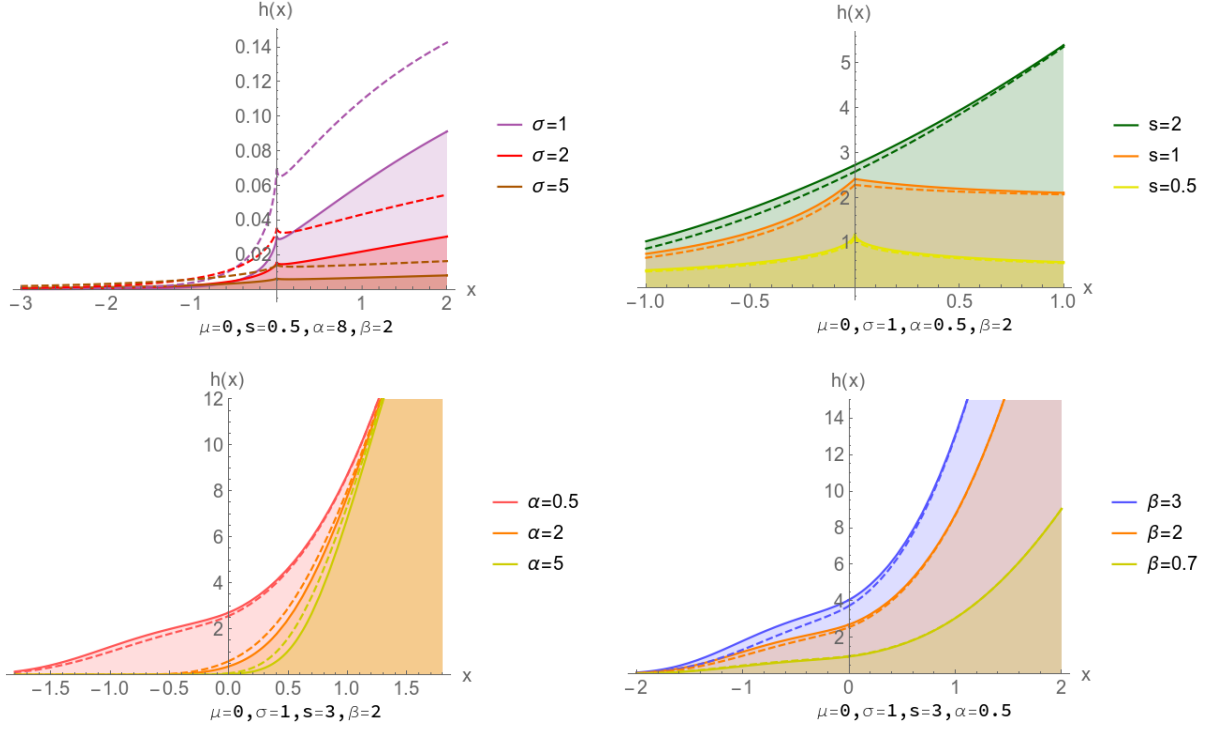 h(x)
0.14
0.12
0.10
0.08
0.06
0.04
0.02
-3 -2 -1 0 1 2 x
σ=1
σ=2
σ=5
μ=0,s=0.5,α=8,β=2
h(x)
5
4
3
2
1
-1.0 -0.5 0 0.5 1.0 x
s=2
s=1
s=0.5
μ=0,σ=1,α=0.5,β=2
h(x)
12
10
8
6
4
2
-1.5 -1.0 -0.5 0.0 0.5 1.0 1.5 x
α=0.5
α=2
α=5
μ=0,σ=1,s=3,β=2
h(x)
14
12
10
8
6
4
2
-2 -1 0 1 2 x
β=3
β=2
β=0.7
μ=0,σ=1,s=3,α=0.5